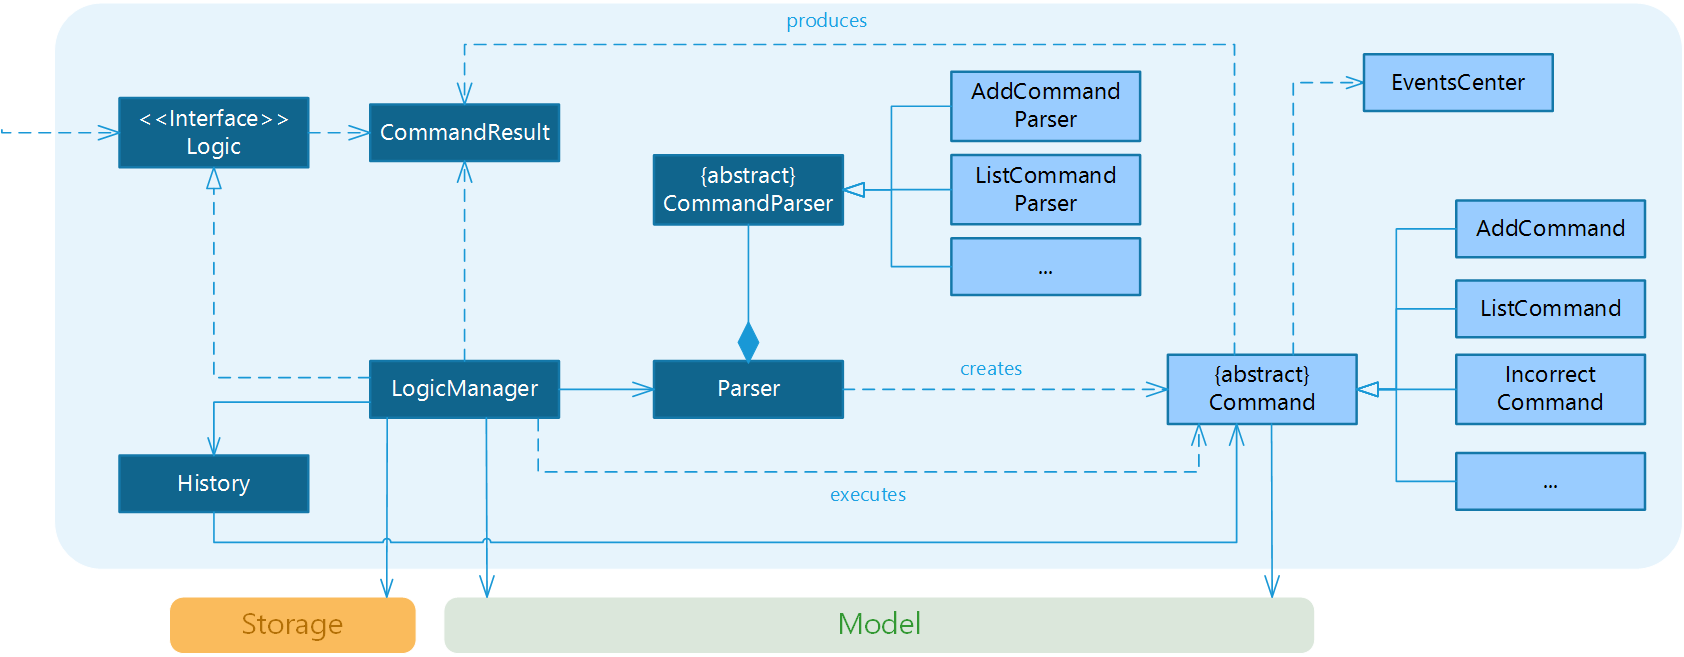 produces
EventsCenter
AddCommand
Parser
<<Interface>>
Logic
CommandResult
{abstract}
CommandParser
ListCommand
Parser
...
AddCommand
ListCommand
LogicManager
Parser
creates
{abstract}
Command
Incorrect
Command
History
executes
...
Storage
Model